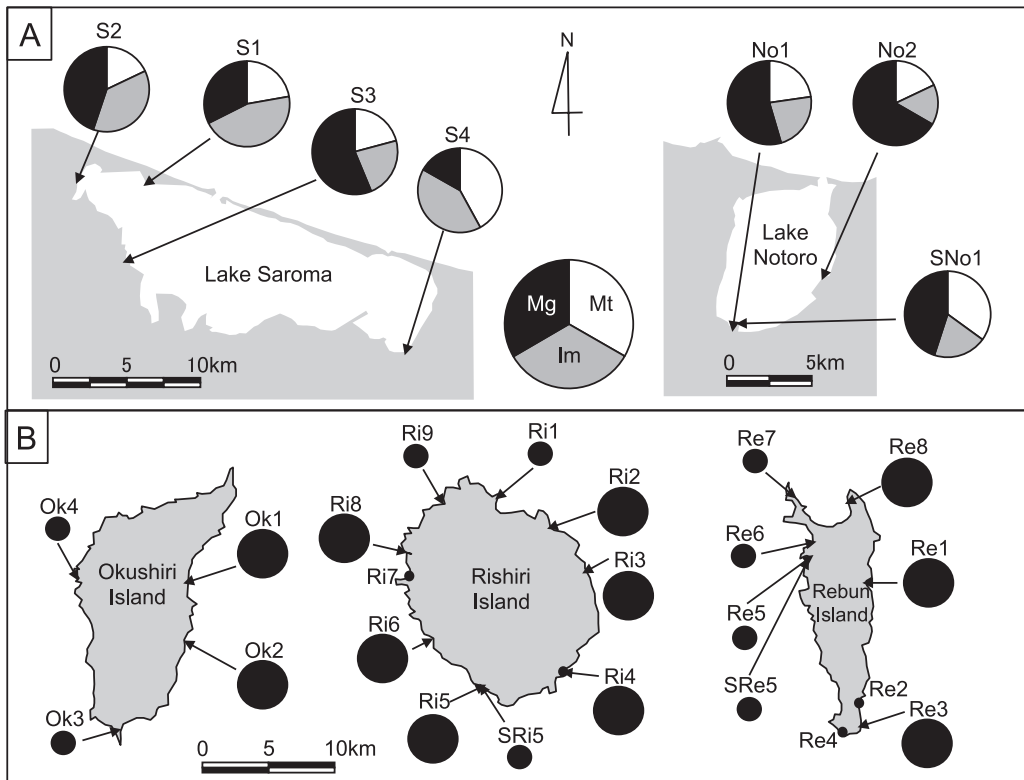 A
S2
S1
S3
S4
N
No1
No2
Lake Saroma
Lake
Notoro
SNo1
Mg
Mt
Im
0 5 10km
0 5km
B
Ok4
Ok1
Okushiri
Island
Ok2
Ok3
Ri9
Ri1
Ri2
Ri8
Ri7
Rishiri
Island
Ri3
Ri6
Ri4
Ri5
SRi5
0 5 10km
Re7
Re8
Re6
Re1
Rebun
Island
Re5
SRe5
Re2
Re3
Re4